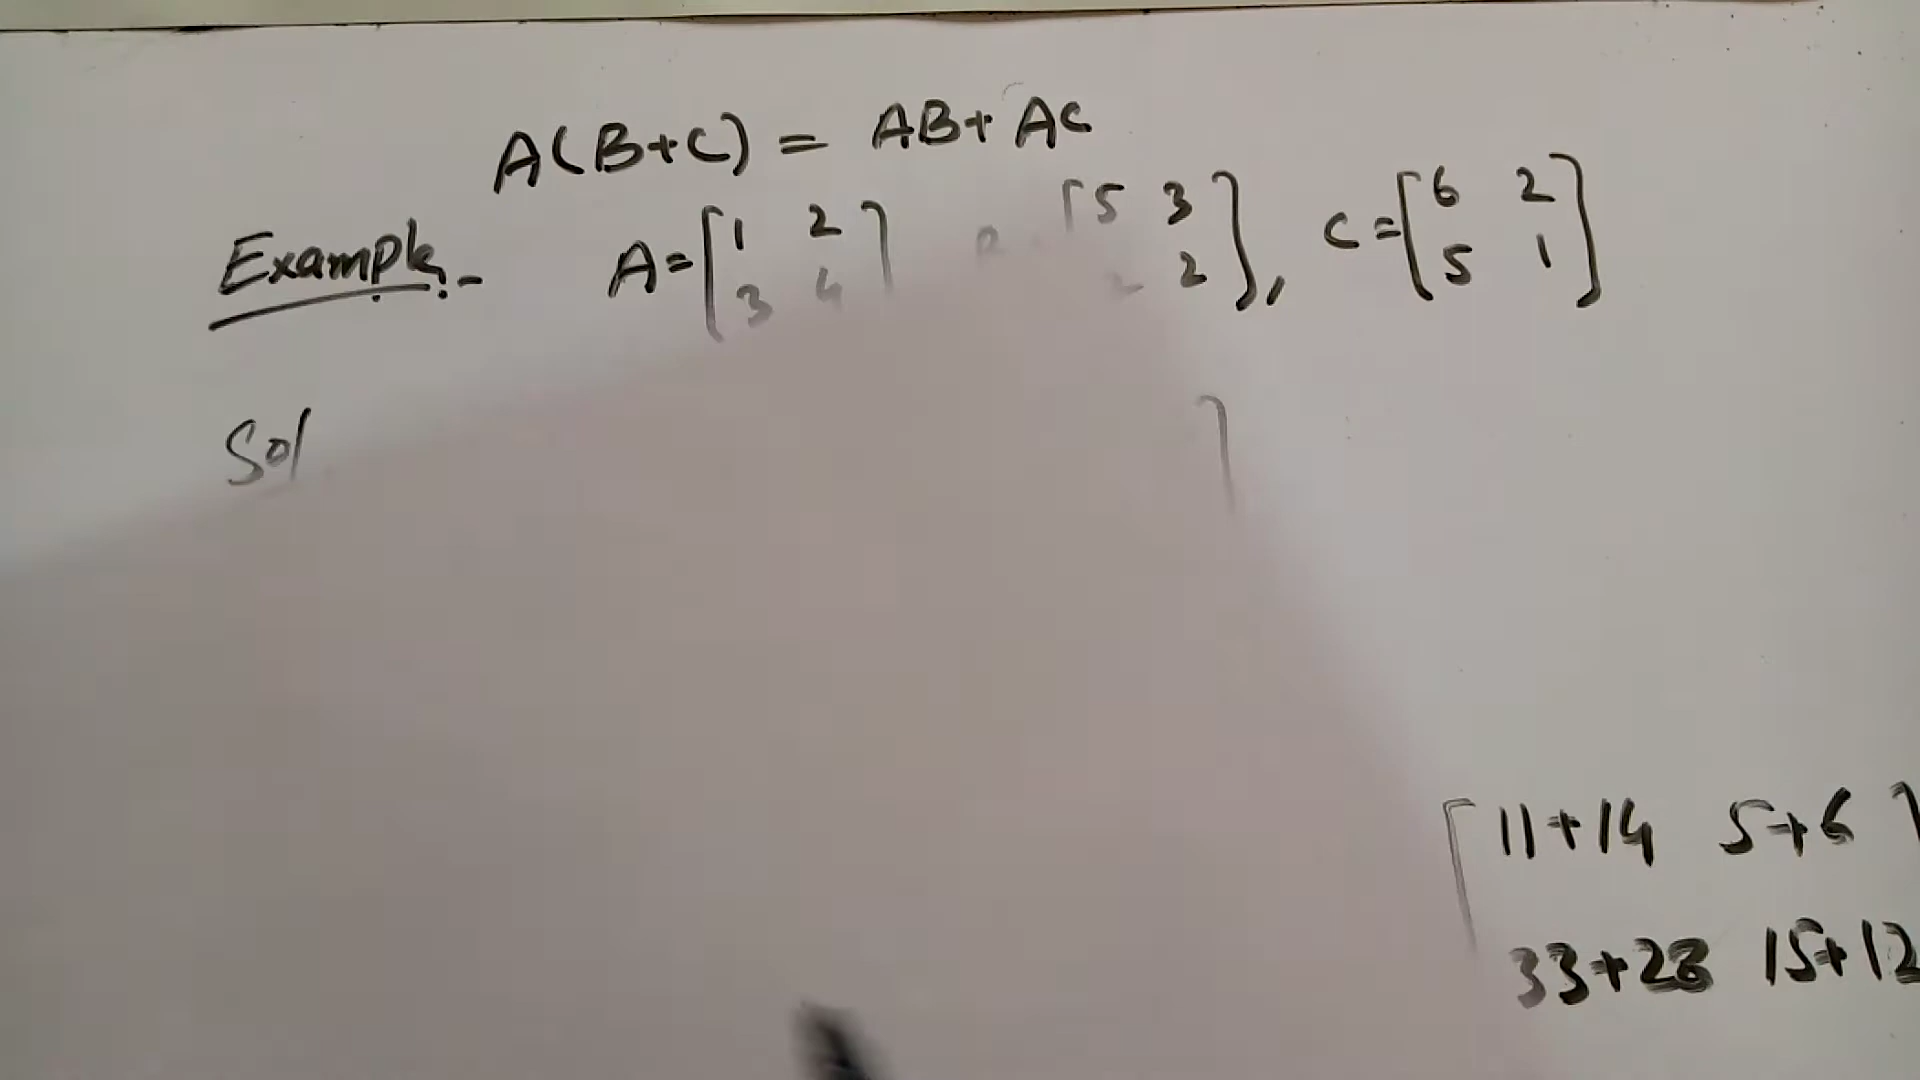 A(B+C) = AB+ AC
Example:- A=[1 2] [5 3], C=[6 2]
3 4 2 2 5 1
Sol
[11+14 5+6]
33+28 15+12